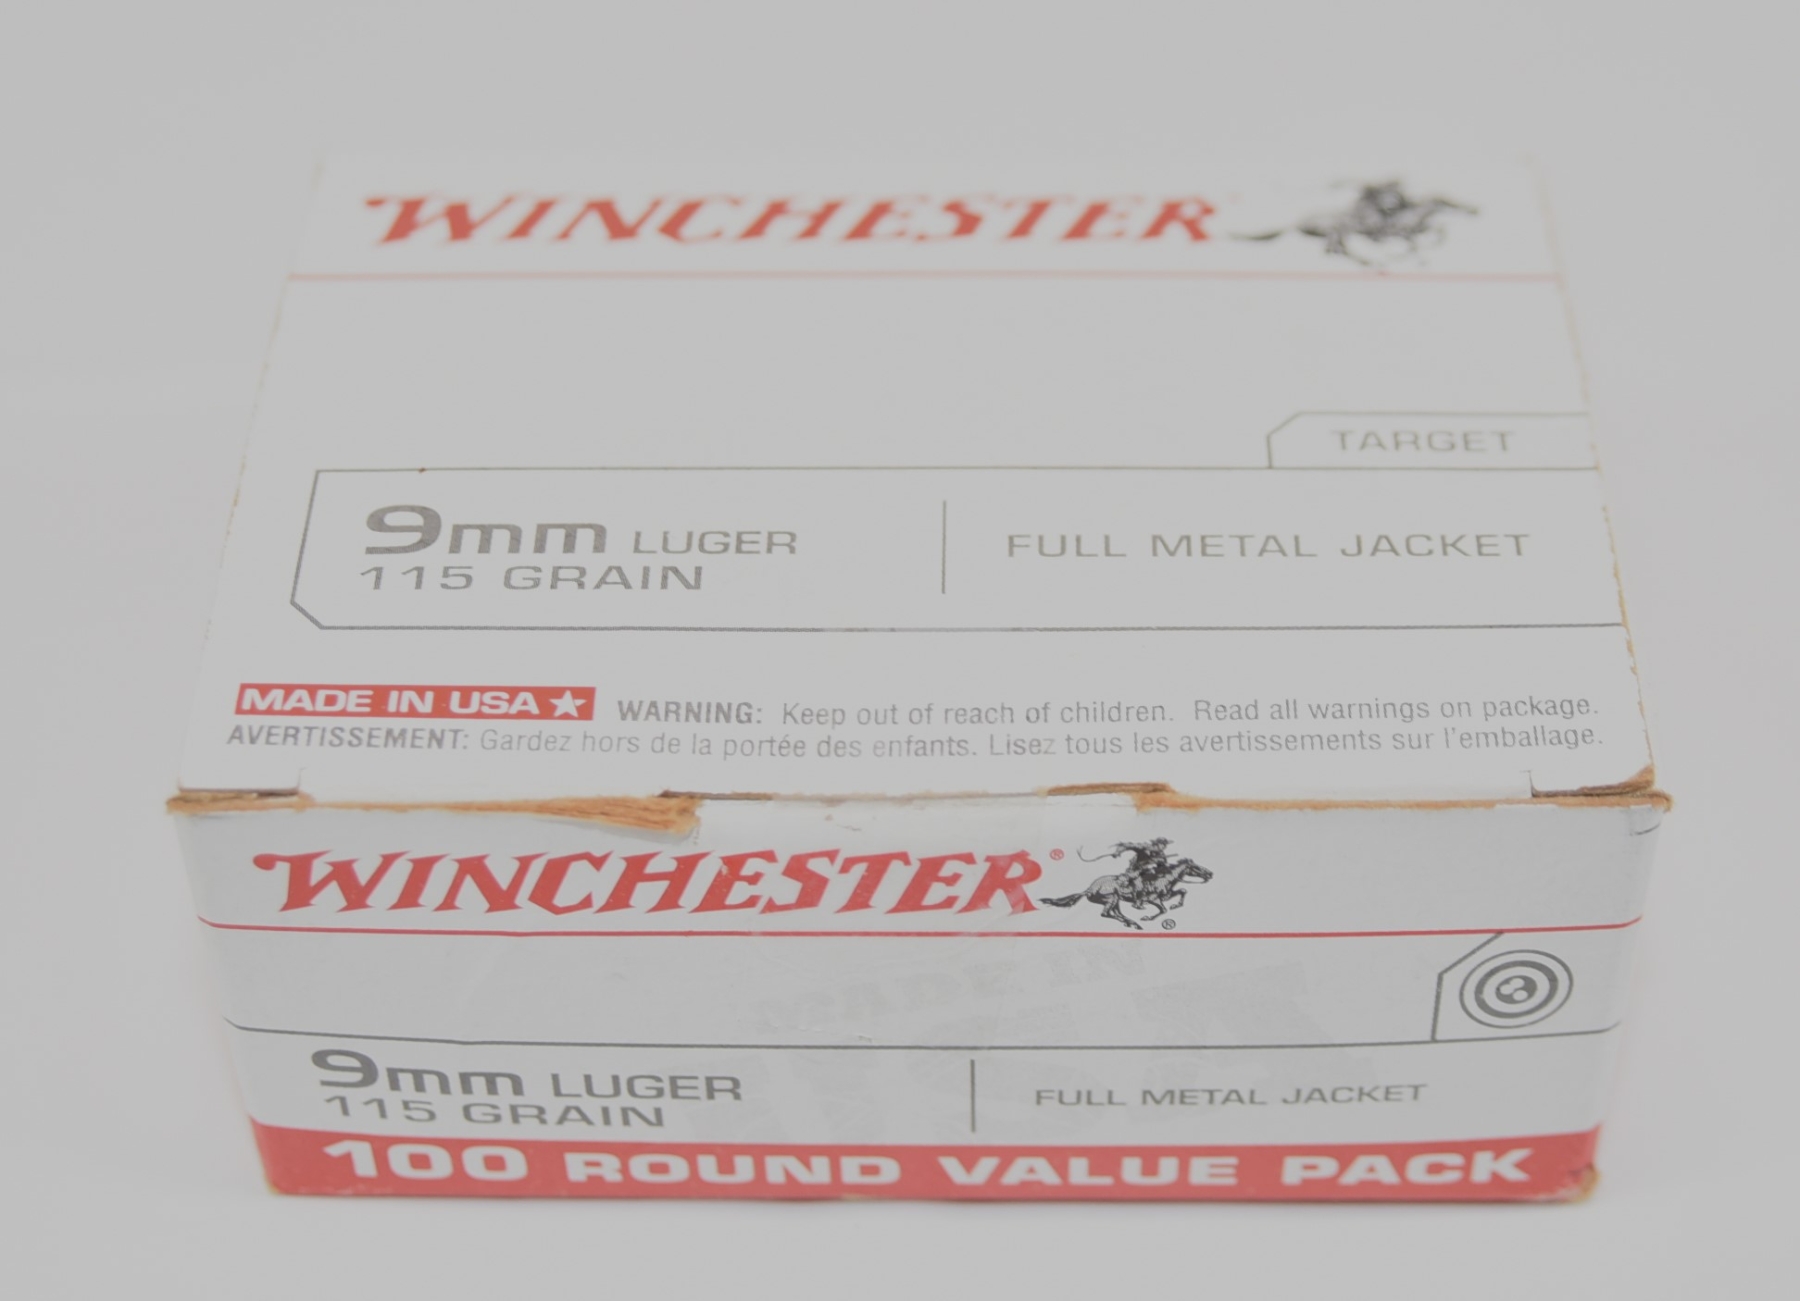 WINCHESTER
TARGET
9mm LUGER
115 GRAIN
FULL METAL JACKET
MADE IN USA WARNING: Keep out of reach of children. Read all warnings on package.
AVERTISSEMENT: Gardez hors de la portée des enfants. Lisez tous les avertissements sur l'emballage.
WINCHESTER®
®
9mm LUGER
115 GRAIN
FULL METAL JACKET
100 ROUND VALUE PACK